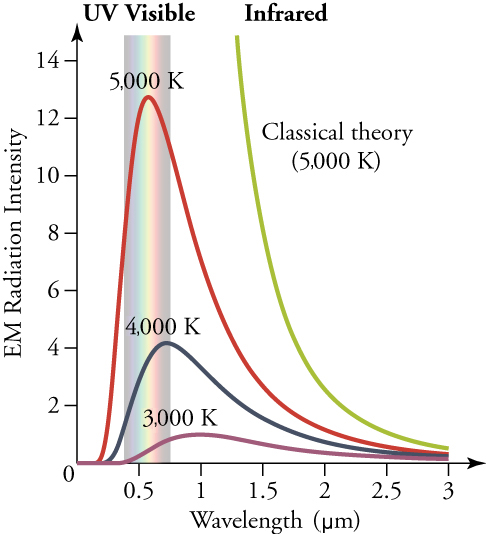 UV Visible Infrared
14
5,000 K
12
Classical theory
(5,000 K)
10
EM Radiation Intensity
8
6
4,000 K
4
3,000 K
2
0
0.5 1 1.5 2 2.5 3
Wavelength (μm)